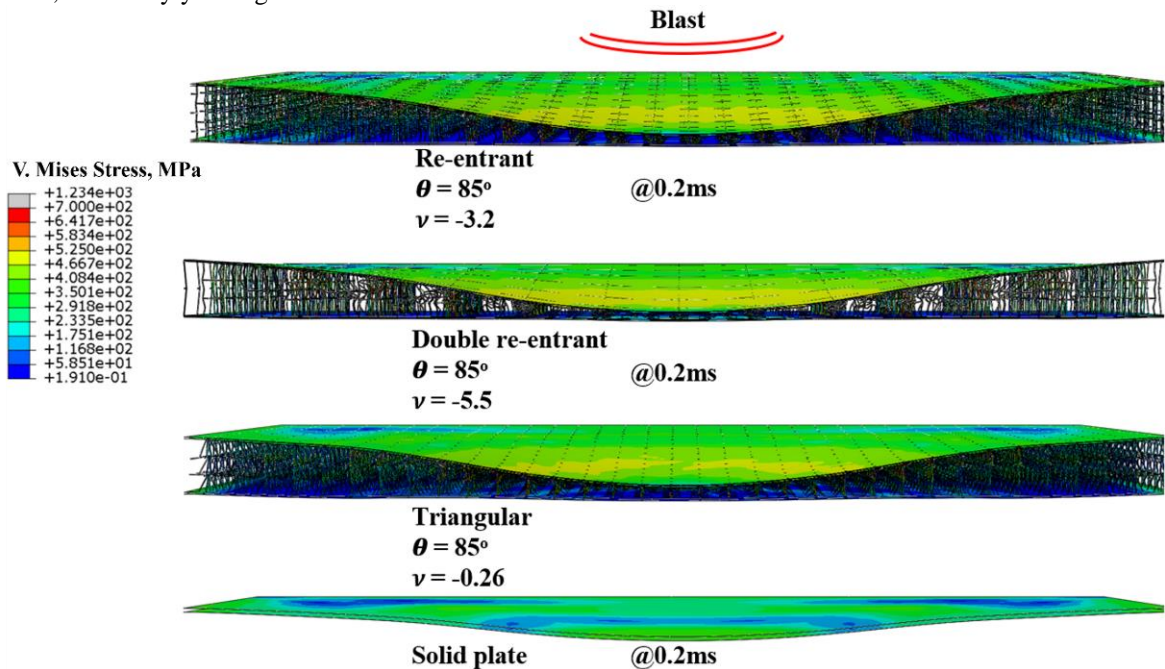 Blast
Re-entrant
θ = 85º
@0.2ms
ν = -3.2
V. Mises Stress, MPa
+1.234e+03
+7.000e+02
+6.417e+02
+5.834e+02
+5.250e+02
+4.667e+02
+4.084e+02
+3.501e+02
+2.918e+02
+2.335e+02
+1.751e+02
+1.168e+02
+5.851e+01
+1.910e-01
Double re-entrant
θ = 85º
@0.2ms
ν = -5.5
Triangular
θ = 85º
ν = -0.26
Solid plate @0.2ms